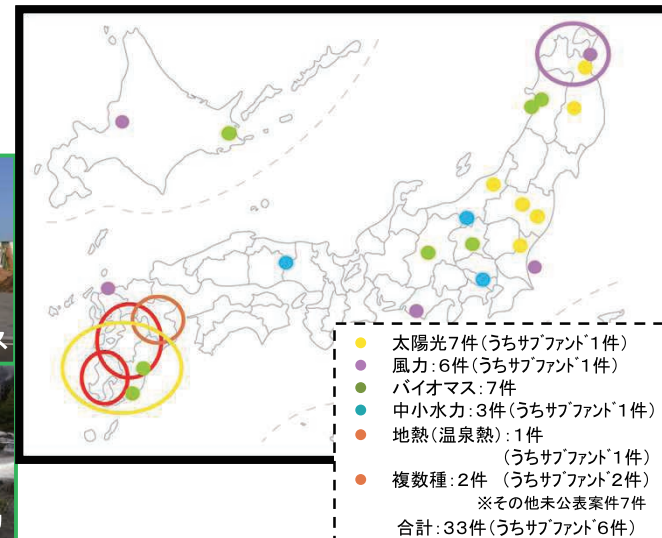 ス
太陽光7件(うちサブファンド1件)
風力:6件(うちサブファンド1件)
バイオマス:7件
中小水力:3件(うちサブファンド1件)
地熱(温泉熱):1件
(うちサブファンド1件)
複数種:2件 (うちサブファンド2件)
※その他未公表案件7件
合計:33件(うちサブファンド6件)